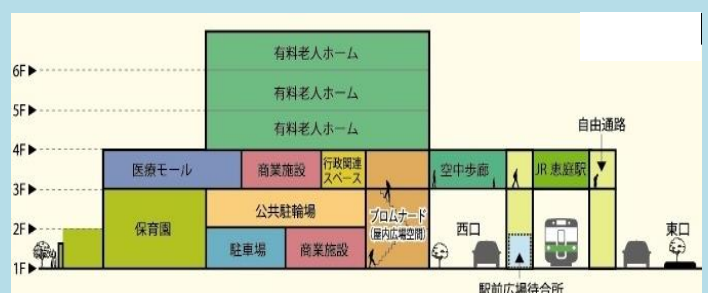 有料老人ホーム
6F▶
有料老人ホーム
5F▶
有料老人ホーム
自由通路
4F▶
医療モール
商業施設
行政関連
スペース
空中歩廊
JR 恵庭駅
3F▶
保育園
公共駐輪場
プロムナード
(屋内広場空間)
西口
東口
2F▶
駐車場
商業施設
1F▶
駅前広場待合所